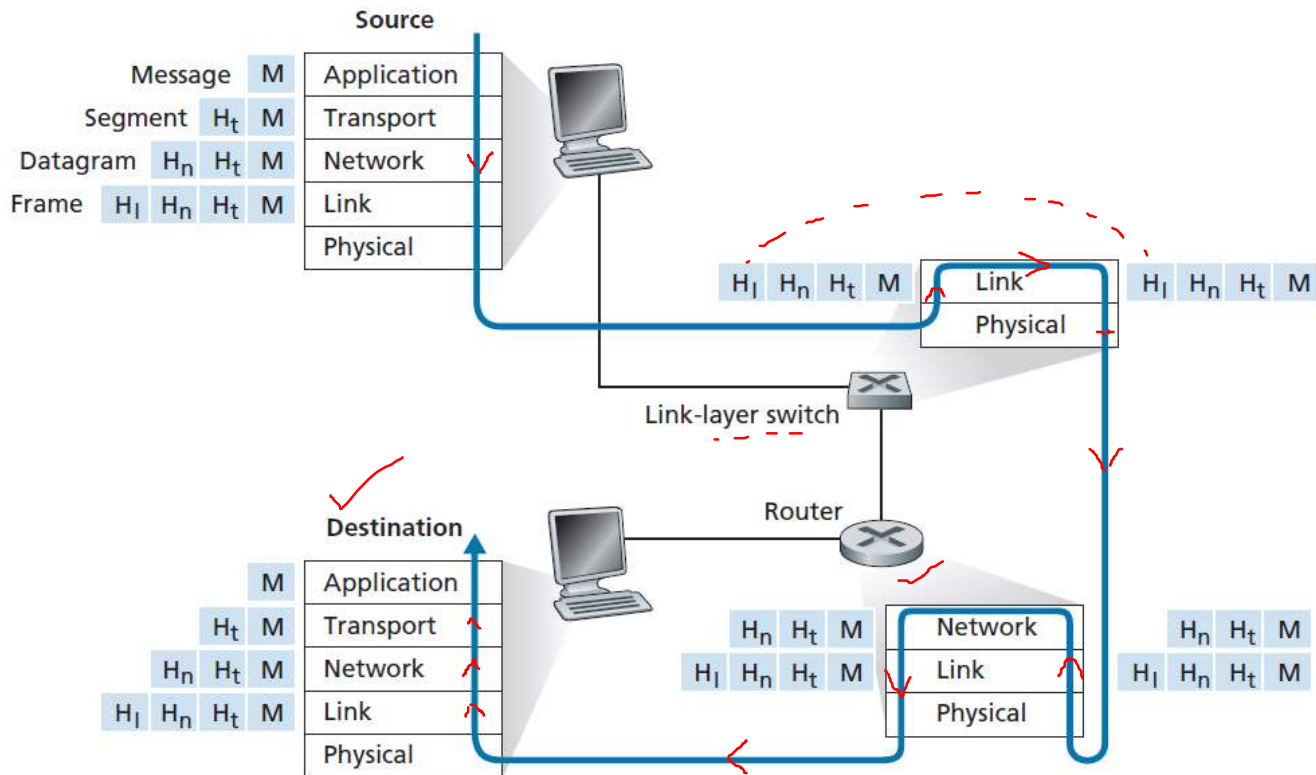 Source
Message M Application
Segment Ht M Transport
Datagram Hn Ht M Network
Frame Hl Hn Ht M Link
Physical
Hl Hn Ht M Link Hl Hn Ht M
Physical
Link-layer switch
Router
Destination
M Application
Ht M Transport
Hn Ht M Network
Hl Hn Ht M Link
Physical
Hn Ht M Network Hn Ht M
Hl Hn Ht M Link Hl Hn Ht M
Physical